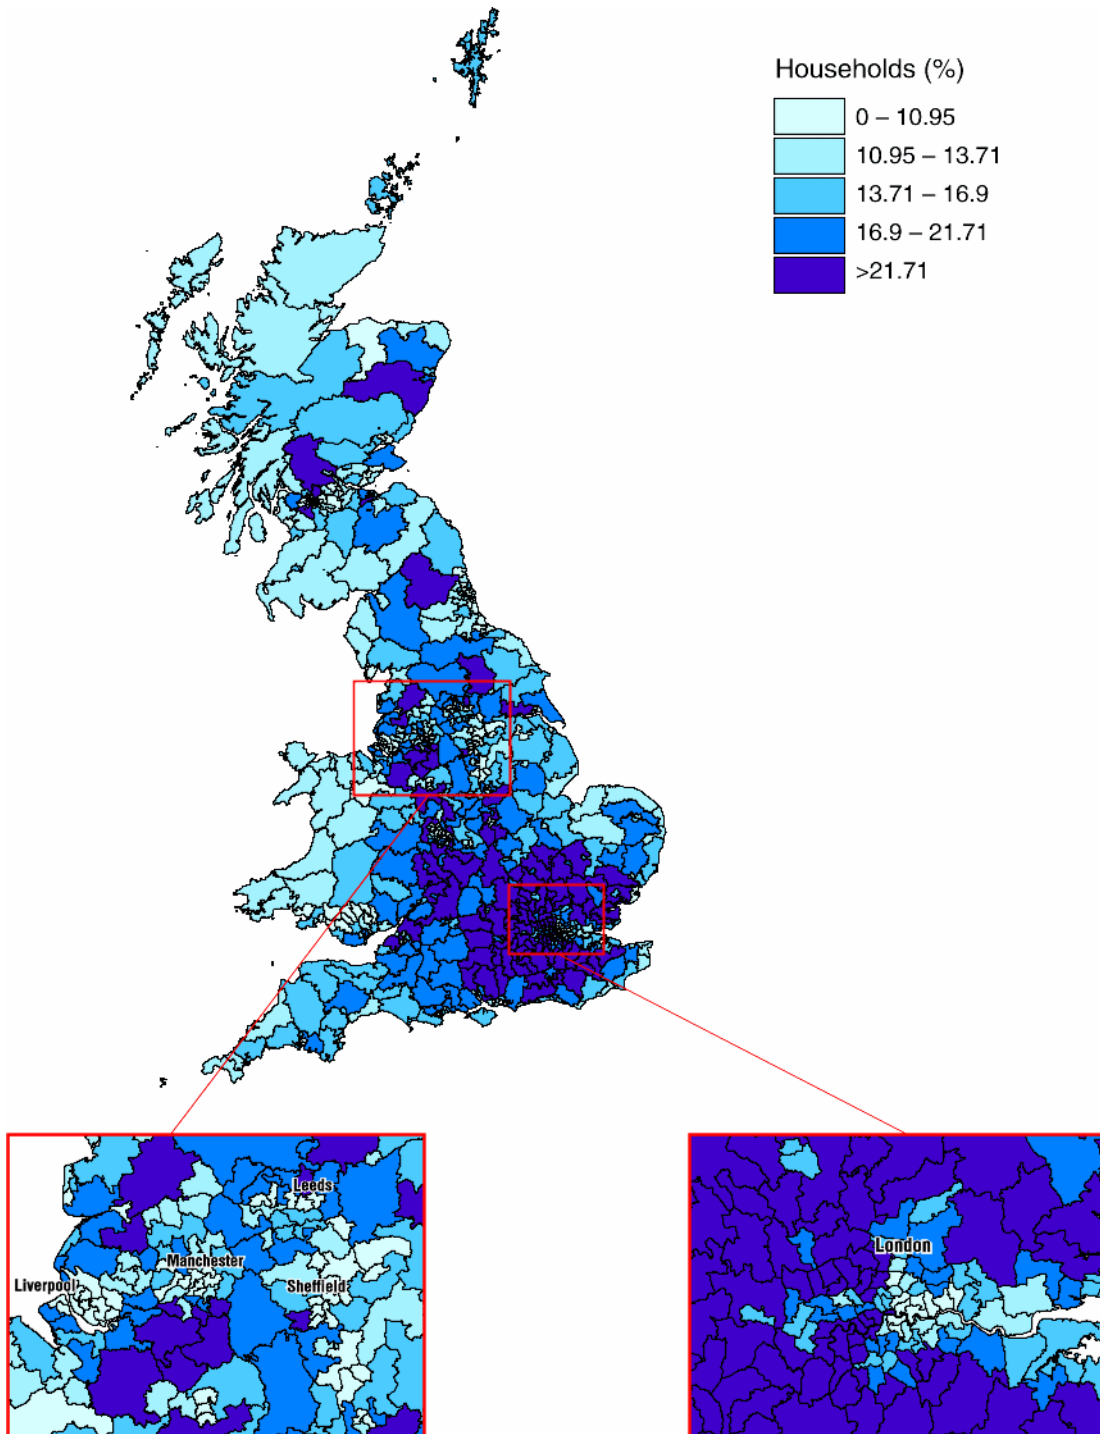 Households (%)
0 – 10.95
10.95 – 13.71
13.71 – 16.9
16.9 – 21.71
>21.71
Leeds
Manchester
Liverpool
Sheffield
London